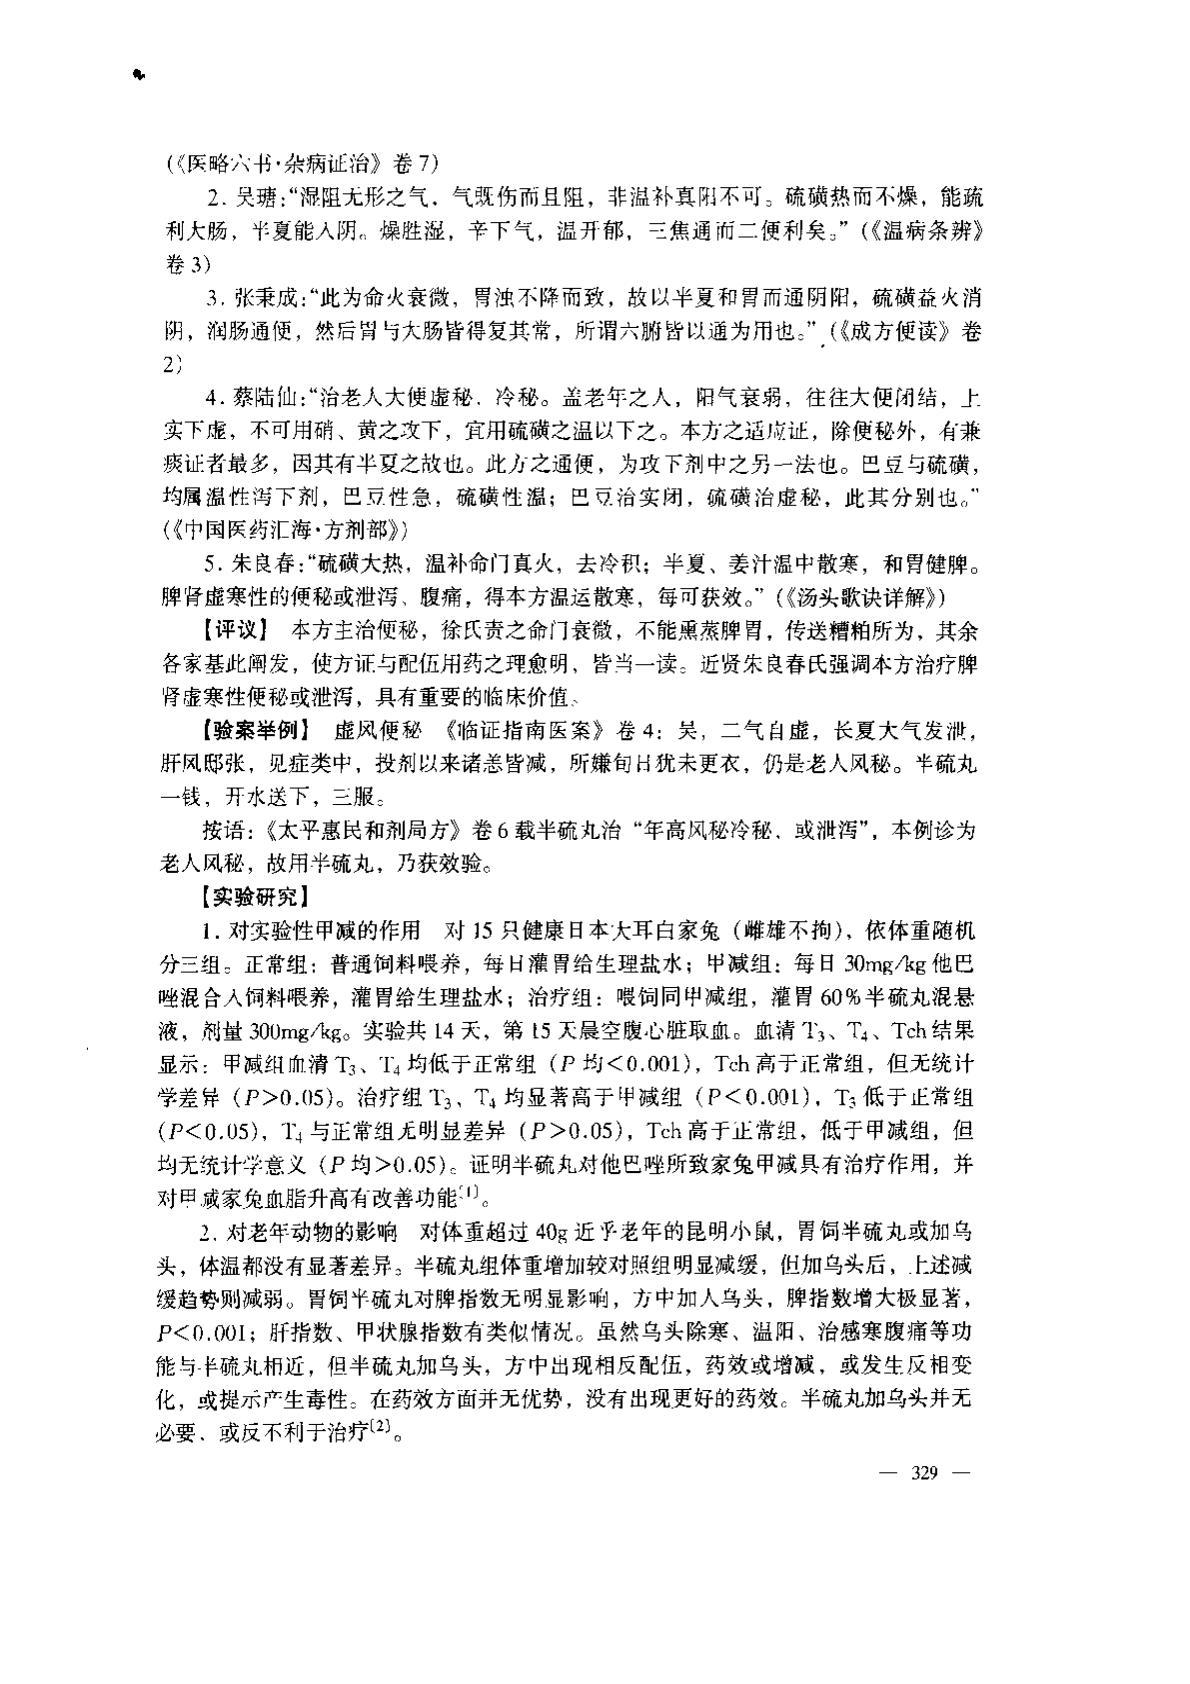 (《医略六书·杂病证治》卷7)
2. 吴瑭：“湿阻无形之气，气既伤而且阻，非温补真阳不可。硫磺热而不燥，能疏
利大肠，半夏能入阴。燥胜湿，辛下气，温开郁，三焦通而二便利矣。”(《温病条辨》
卷3)
3. 张秉成：“此为命火衰微，胃浊不降而致，故以半夏和胃而通阴阳，硫磺益火消
阴，润肠通便，然后胃与大肠皆得复其常，所谓六腑皆以通为用也。”(《成方便读》卷
2)
4. 蔡陆仙：“治老人大便虚秘、冷秘。盖老年之人，阳气衰弱，往往大便闭结，上
实下虚，不可用硝、黄之攻下，宜用硫磺之温以下之。本方之适应证，除便秘外，有兼
痰证者最多，因其有半夏之故也。此方之通便，为攻下剂中之另一法也。巴豆与硫磺，
均属温性泻下剂，巴豆性急，硫磺性温；巴豆治实闭，硫磺治虚秘，此其分别也。”
(《中国医药汇海·方剂部》)
5. 朱良春：“硫磺大热，温补命门真火，去冷积；半夏、姜汁温中散寒，和胃健脾。
脾肾虚寒性的便秘或泄泻、腹痛，得本方温运散寒，每可获效。”(《汤头歌诀详解》)
【评议】 本方主治便秘，徐氏责之命门衰微，不能熏蒸脾胃，传送糟粕所为，其余
各家基此阐发，使方证与配伍用药之理愈明，皆当一读。近贤朱良春氏强调本方治疗脾
肾虚寒性便秘或泄泻，具有重要的临床价值。
【验案举例】 虚风便秘 《临证指南医案》卷4：吴，二气自虚，长夏大气发泄，
肝风鸱张，见症类中，投剂以来诸恙皆减，所嫌旬日犹未更衣，仍是老人风秘。半硫丸
一钱，开水送下，三服。
按语：《太平惠民和剂局方》卷6载半硫丸治“年高风秘冷秘、或泄泻”，本例诊为
老人风秘，故用半硫丸，乃获效验。
【实验研究】
1. 对实验性甲减的作用 对15只健康日本大耳白家兔（雌雄不拘），依体重随机
分三组。正常组：普通饲料喂养，每日灌胃给生理盐水；甲减组：每日30mg/kg他巴
唑混合入饲料喂养，灌胃给生理盐水；治疗组：喂饲同甲减组，灌胃60%半硫丸混悬
液，剂量300mg/kg。实验共14天，第15天晨空腹心脏取血。血清T₃、T₄、Tch结果
显示：甲减组血清T₃、T₄均低于正常组（P均<0.001），Tch高于正常组，但无统计
学差异（P>0.05）。治疗组T₃、T₄均显著高于甲减组（P<0.001），T₃低于正常组
(P<0.05)，T₄与正常组无明显差异（P>0.05），Tch高于正常组，低于甲减组，但
均无统计学意义（P均>0.05）。证明半硫丸对他巴唑所致家兔甲减具有治疗作用，并
对甲减家兔血脂升高有改善功能〔1〕。
2. 对老年动物的影响 对体重超过40g近乎老年的昆明小鼠，胃饲半硫丸或加乌
头，体温都没有显著差异。半硫丸组体重增加较对照组明显减缓，但加乌头后，上述减
缓趋势则减弱。胃饲半硫丸对脾指数无明显影响，方中加入乌头，脾指数增大极显著，
P<0.001；肝指数、甲状腺指数有类似情况。虽然乌头除寒、温阳、治感寒腹痛等功
能与半硫丸相近，但半硫丸加乌头，方中出现相反配伍，药效或增减，或发生反相变
化，或提示产生毒性。在药效方面并无优势，没有出现更好的药效。半硫丸加乌头并无
必要、或反不利于治疗〔2〕。
— 329 —